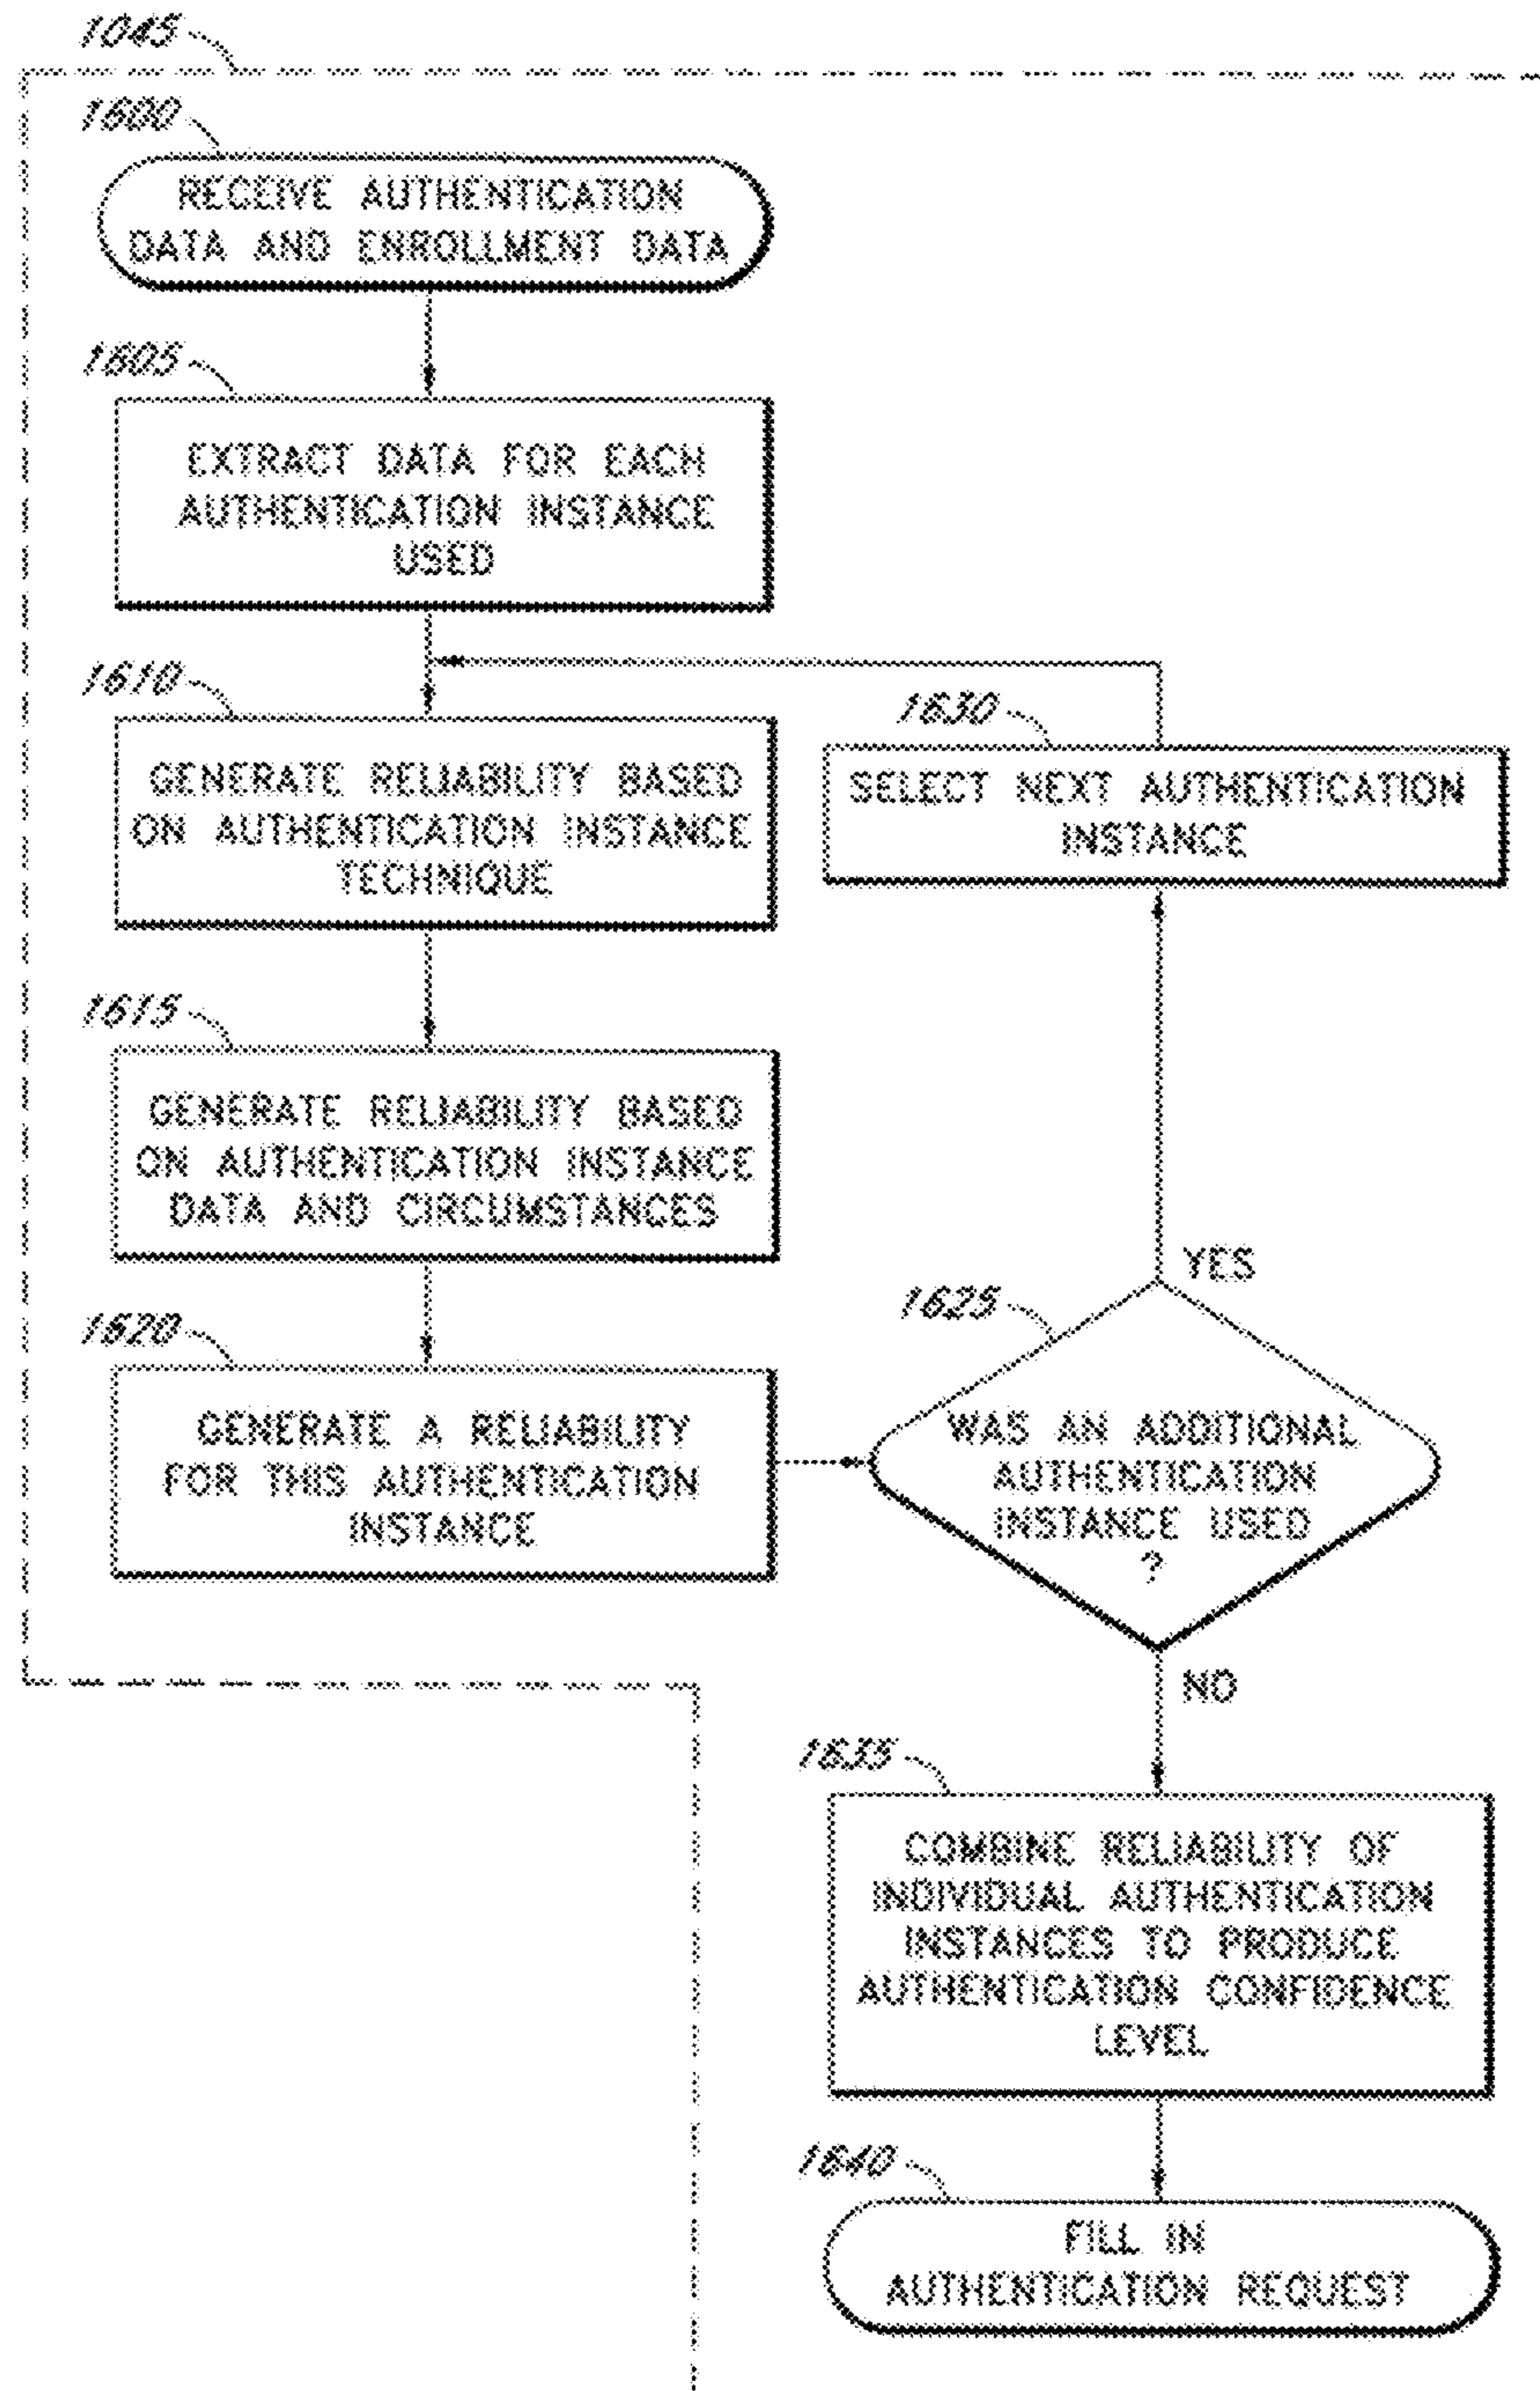 1045
1600
RECEIVE AUTHENTICATION
DATA AND ENROLLMENT DATA
1605
EXTRACT DATA FOR EACH
AUTHENTICATION INSTANCE
USED
1610
GENERATE RELIABILITY BASED
ON AUTHENTICATION INSTANCE
TECHNIQUE
1630
SELECT NEXT AUTHENTICATION
INSTANCE
1615
GENERATE RELIABILITY BASED
ON AUTHENTICATION INSTANCE
DATA AND CIRCUMSTANCES
YES
1620
GENERATE A RELIABILITY
FOR THIS AUTHENTICATION
INSTANCE
1625
WAS AN ADDITIONAL
AUTHENTICATION
INSTANCE USED
?
NO
1635
COMBINE RELIABILITY OF
INDIVIDUAL AUTHENTICATION
INSTANCES TO PRODUCE
AUTHENTICATION CONFIDENCE
LEVEL
1640
FILL IN
AUTHENTICATION REQUEST